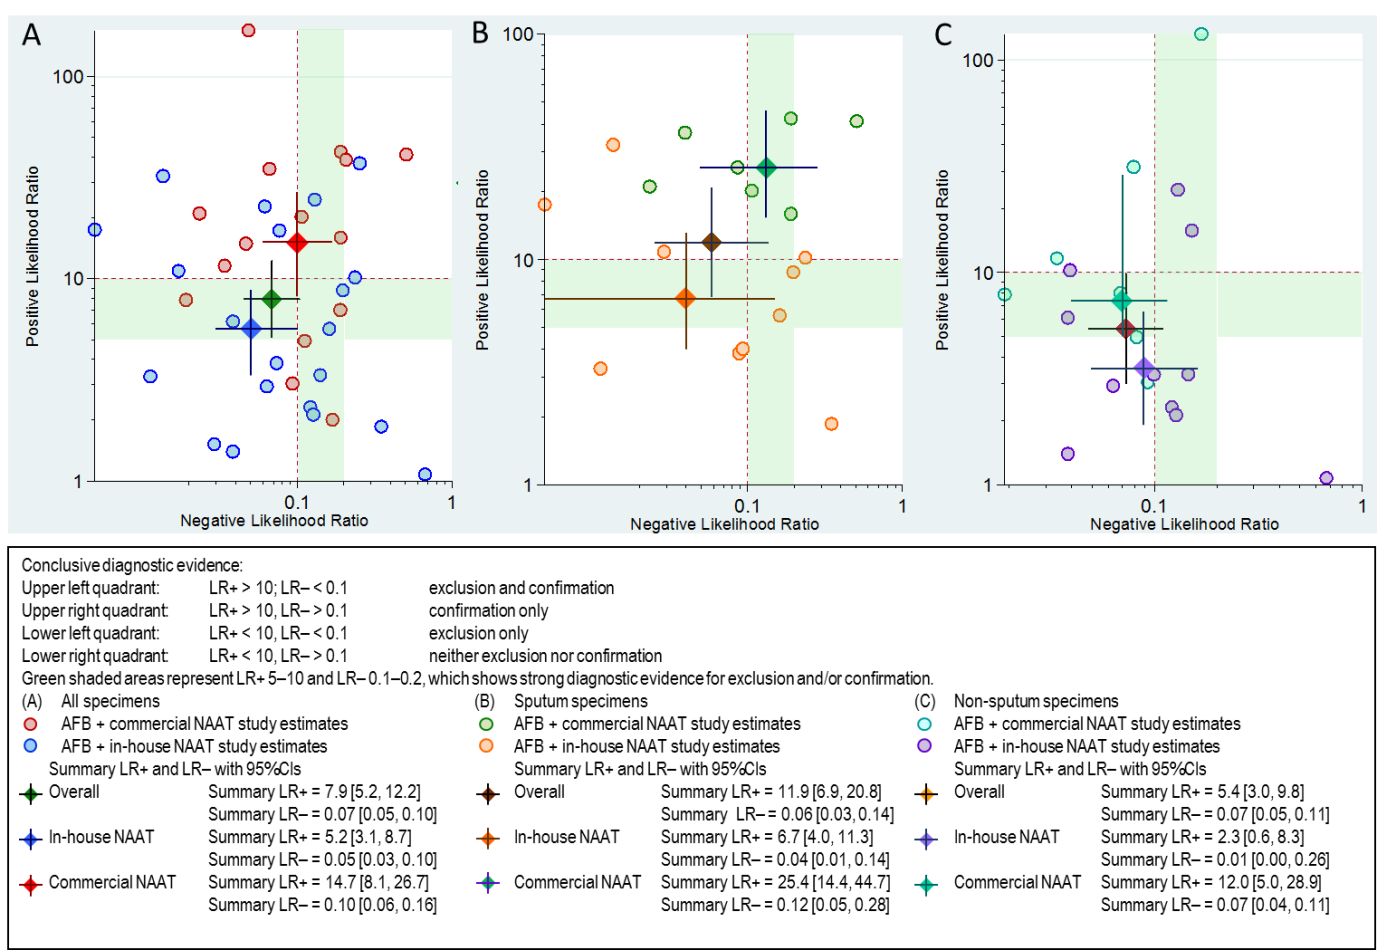 A
B
C
100
10
1
0.1
1
Positive Likelihood Ratio
Negative Likelihood Ratio
100
10
1
0.1
1
Positive Likelihood Ratio
Negative Likelihood Ratio
100
10
1
0.1
1
Positive Likelihood Ratio
Negative Likelihood Ratio
Conclusive diagnostic evidence:
Upper left quadrant: LR+ > 10; LR– < 0.1 exclusion and confirmation
Upper right quadrant: LR+ > 10, LR– > 0.1 confirmation only
Lower left quadrant: LR+ < 10, LR– < 0.1 exclusion only
Lower right quadrant: LR+ < 10, LR– > 0.1 neither exclusion nor confirmation
Green shaded areas represent LR+ 5–10 and LR– 0.1–0.2, which shows strong diagnostic evidence for exclusion and/or confirmation.
(A) All specimens
AFB + commercial NAAT study estimates
AFB + in-house NAAT study estimates
Summary LR+ and LR– with 95%CIs
Overall Summary LR+ = 7.9 [5.2, 12.2]
Summary LR– = 0.07 [0.05, 0.10]
In-house NAAT Summary LR+ = 5.2 [3.1, 8.7]
Summary LR– = 0.05 [0.03, 0.10]
Commercial NAAT Summary LR+ = 14.7 [8.1, 26.7]
Summary LR– = 0.10 [0.06, 0.16]
(B) Sputum specimens
AFB + commercial NAAT study estimates
AFB + in-house NAAT study estimates
Summary LR+ and LR– with 95%CIs
Overall Summary LR+ = 11.9 [6.9, 20.8]
Summary LR– = 0.06 [0.03, 0.14]
In-house NAAT Summary LR+ = 6.7 [4.0, 11.3]
Summary LR– = 0.04 [0.01, 0.14]
Commercial NAAT Summary LR+ = 25.4 [14.4, 44.7]
Summary LR– = 0.12 [0.05, 0.28]
(C) Non-sputum specimens
AFB + commercial NAAT study estimates
AFB + in-house NAAT study estimates
Summary LR+ and LR– with 95%CIs
Overall Summary LR+ = 5.4 [3.0, 9.8]
Summary LR– = 0.07 [0.05, 0.11]
In-house NAAT Summary LR+ = 2.3 [0.6, 8.3]
Summary LR– = 0.01 [0.00, 0.26]
Commercial NAAT Summary LR+ = 12.0 [5.0, 28.9]
Summary LR– = 0.07 [0.04, 0.11]